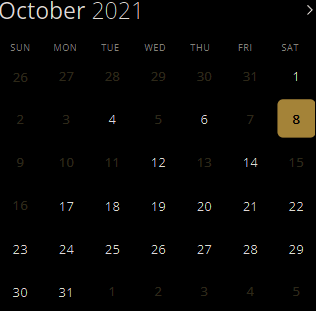 October 2021 >
SUN MON TUE WED THU FRI SAT
26 27 28 29 30 31 1
2 3 4 5 6 7 8
9 10 11 12 13 14 15
16 17 18 19 20 21 22
23 24 25 26 27 28 29
30 31 1 2 3 4 5